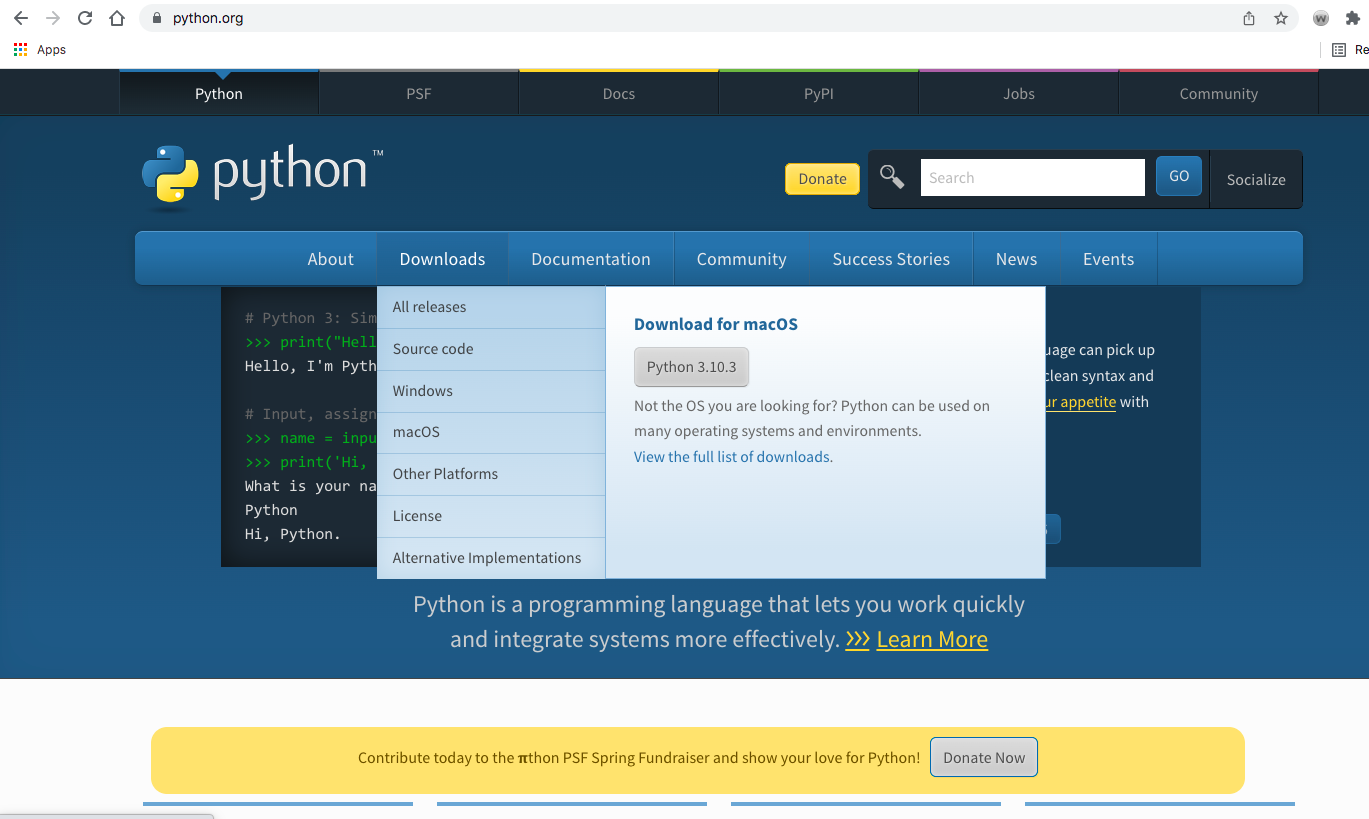 python.org
Apps
Re
Python
PSF
Docs
PyPI
Jobs
Community
python™
Donate
Search
GO
Socialize
About
Downloads
Documentation
Community
Success Stories
News
Events
All releases
Source code
Windows
macOS
Other Platforms
License
Alternative Implementations
Download for macOS
Python 3.10.3
Not the OS you are looking for? Python can be used on
many operating systems and environments.
View the full list of downloads.
# Python 3: Sim
>>> print("Hell
Hello, I'm Pyth
# Input, assign
>>> name = inpu
>>> print('Hi,
What is your na
Python
Hi, Python.
uage can pick up
clean syntax and
ur appetite with
Python is a programming language that lets you work quickly
and integrate systems more effectively. >>> Learn More
Contribute today to the πthon PSF Spring Fundraiser and show your love for Python!
Donate Now